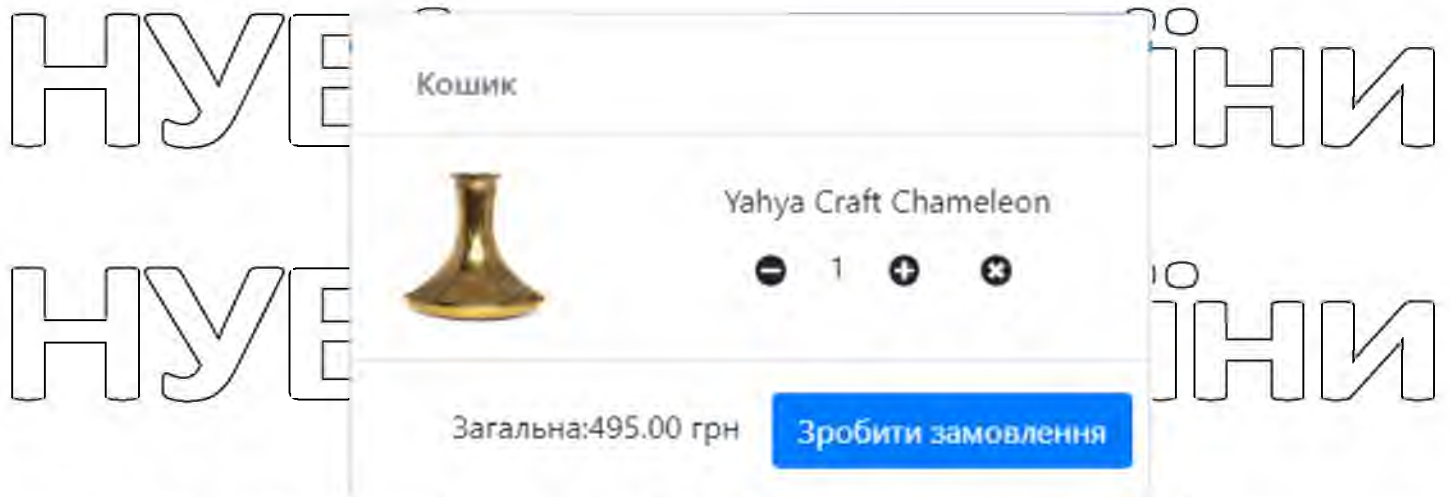 Кошик
Yahya Craft Chameleon
1
Загальна:495.00 грн
Зробити замовлення